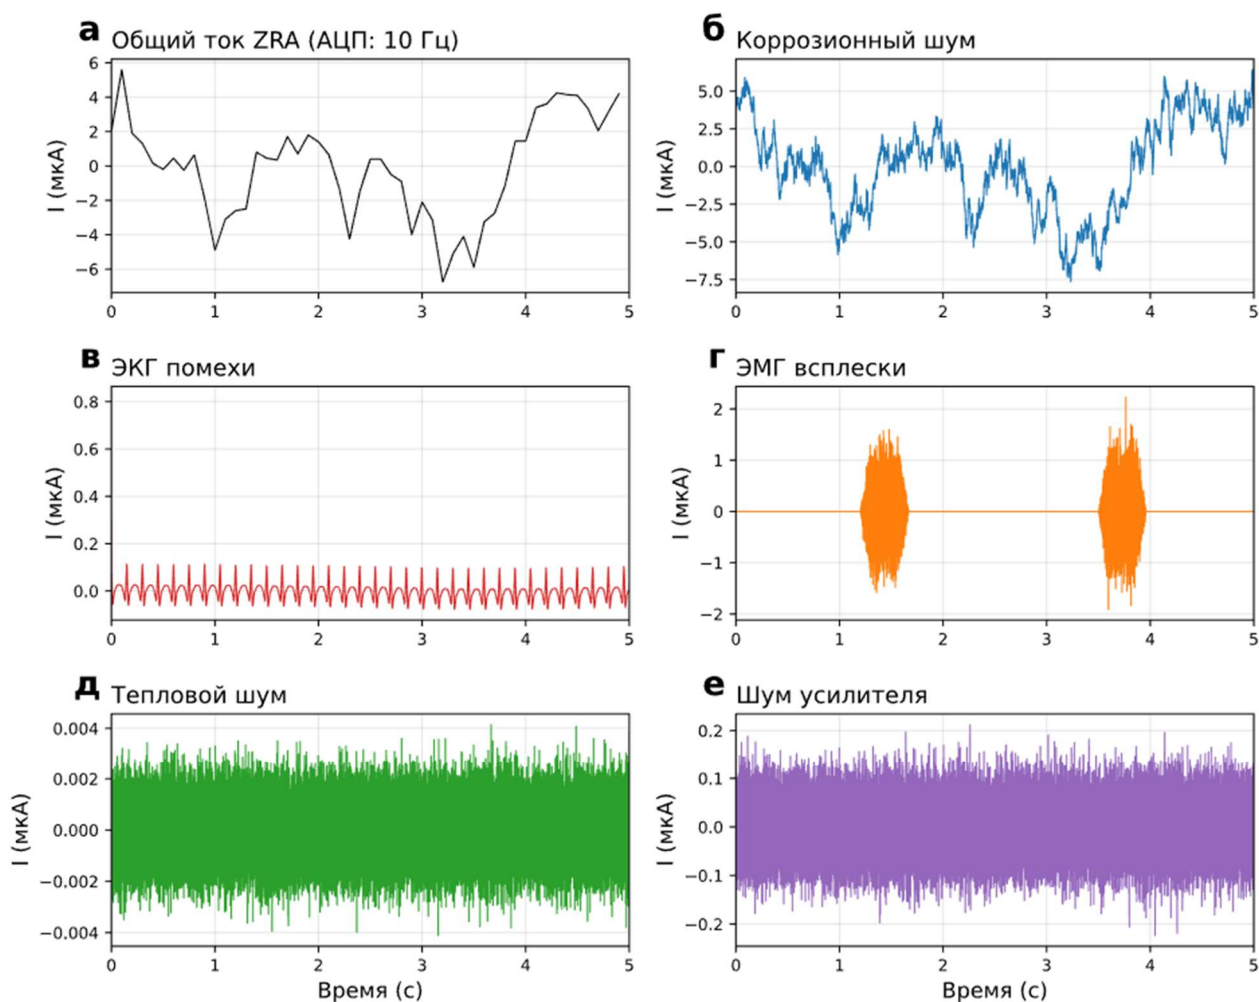 а
Общий ток ZRA (АЦП: 10 Гц)
I (мкА)
6
4
2
0
−2
−4
−6
0 1 2 3 4 5
б
Коррозионный шум
I (мкА)
5.0
2.5
0.0
−2.5
−5.0
−7.5
0 1 2 3 4 5
в
ЭКГ помехи
I (мкА)
0.8
0.6
0.4
0.2
0.0
0 1 2 3 4 5
г
ЭМГ всплески
I (мкА)
2
1
0
−1
−2
0 1 2 3 4 5
д
Тепловой шум
I (мкА)
0.004
0.002
0.000
−0.002
−0.004
0 1 2 3 4 5
Время (с)
е
Шум усилителя
I (мкА)
0.2
0.1
0.0
−0.1
−0.2
0 1 2 3 4 5
Время (с)